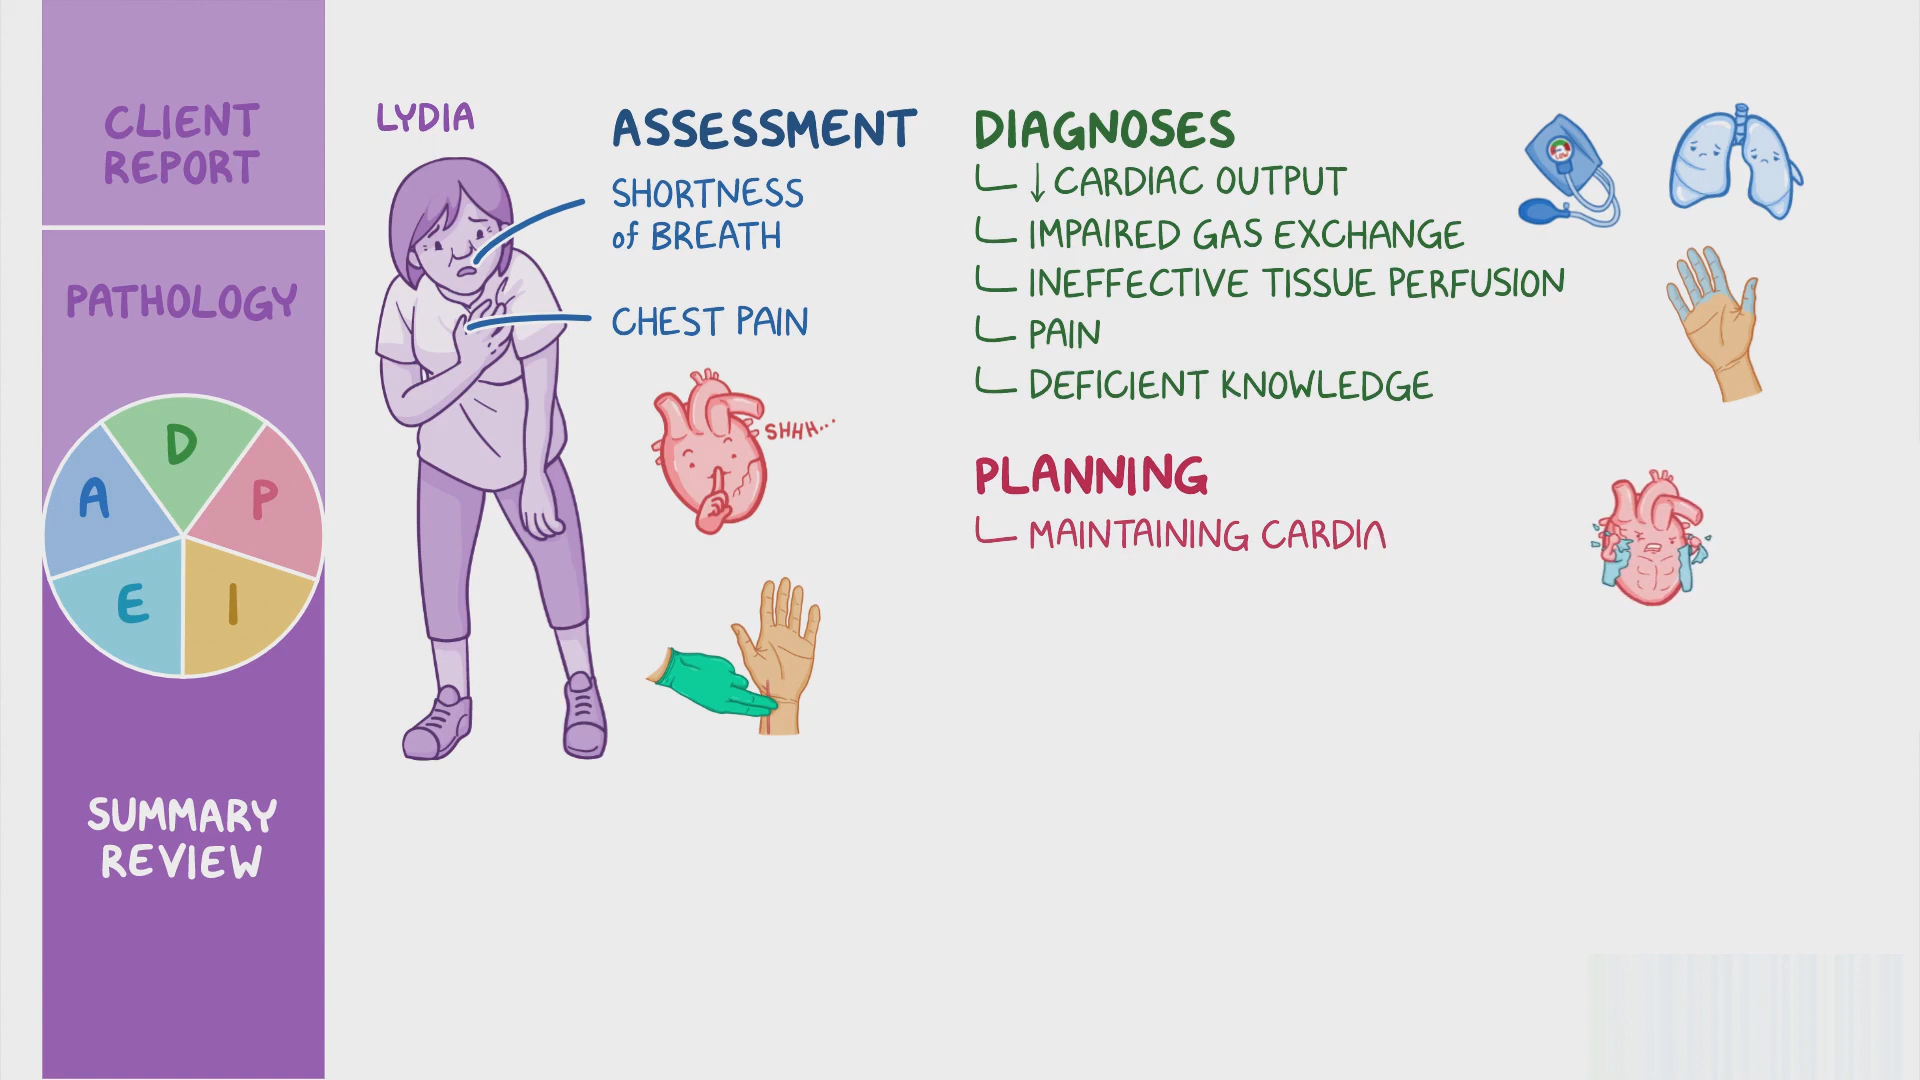 CLIENT
REPORT
PATHOLOGY
A
D
P
E
I
SUMMARY
REVIEW
LYDIA
ASSESSMENT
SHORTNESS
of BREATH
CHEST PAIN
SHHH...
DIAGNOSES
↓ CARDIAC OUTPUT
IMPAIRED GAS EXCHANGE
INEFFECTIVE TISSUE PERFUSION
PAIN
DEFICIENT KNOWLEDGE
PLANNING
MAINTAINING CARDI